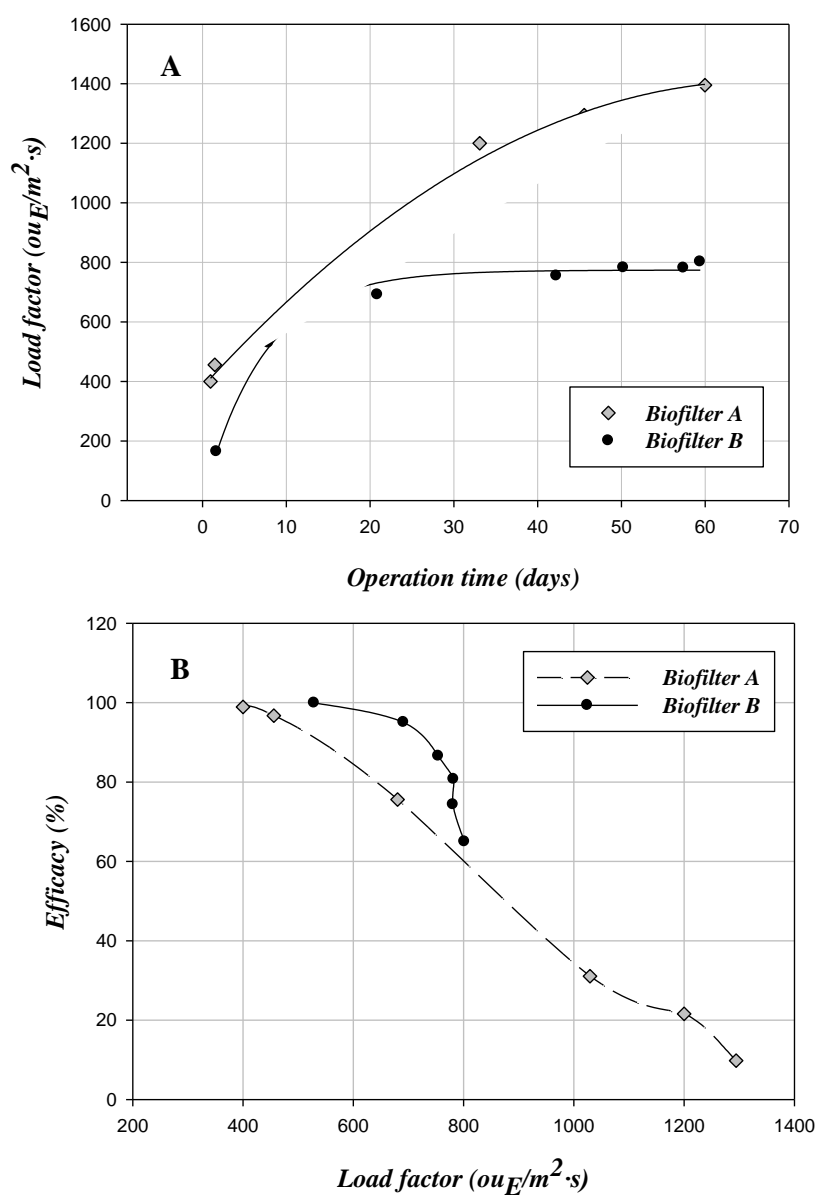 A
1600
1400
1200
1000
800
600
400
200
0
Load factor (ouE/m²·s)
Biofilter A
Biofilter B
0 10 20 30 40 50 60 70
Operation time (days)
B
120
100
80
60
40
20
0
Efficacy (%)
Biofilter A
Biofilter B
200 400 600 800 1000 1200 1400
Load factor (ouE/m²·s)